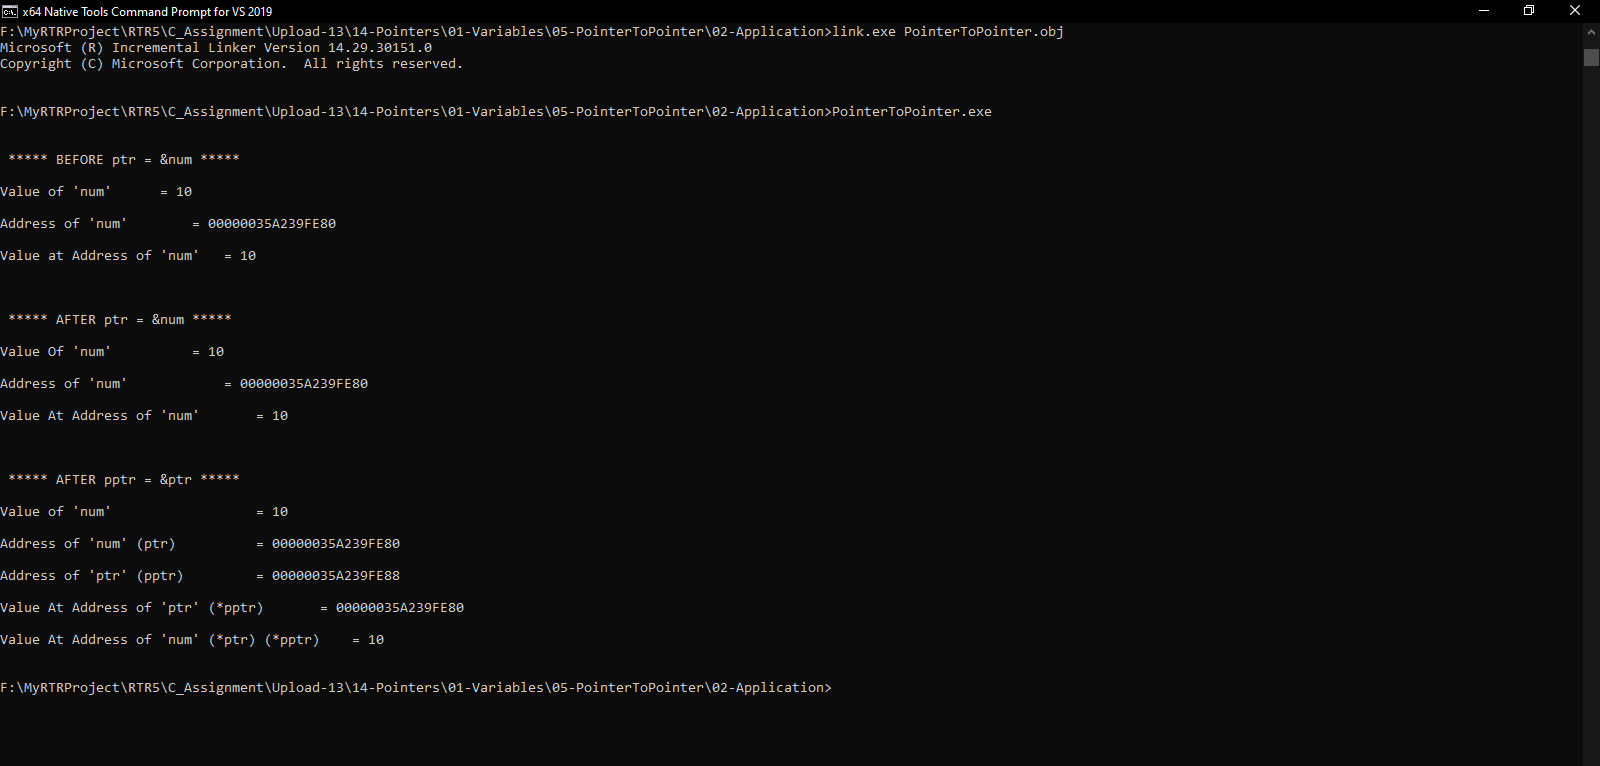 x64 Native Tools Command Prompt for VS 2019
F:\MyRTRProject\RTR5\C_Assignment\Upload-13\14-Pointers\01-Variables\05-PointerToPointer\02-Application>link.exe PointerToPointer.obj
Microsoft (R) Incremental Linker Version 14.29.30151.0
Copyright (C) Microsoft Corporation.  All rights reserved.
F:\MyRTRProject\RTR5\C_Assignment\Upload-13\14-Pointers\01-Variables\05-PointerToPointer\02-Application>PointerToPointer.exe
 ***** BEFORE ptr = &num *****
Value of 'num'      = 10
Address of 'num'        = 00000035A239FE80
Value at Address of 'num'   = 10
 ***** AFTER ptr = &num *****
Value Of 'num'          = 10
Address of 'num'            = 00000035A239FE80
Value At Address of 'num'       = 10
 ***** AFTER pptr = &ptr *****
Value of 'num'                  = 10
Address of 'num' (ptr)          = 00000035A239FE80
Address of 'ptr' (pptr)         = 00000035A239FE88
Value At Address of 'ptr' (*pptr)       = 00000035A239FE80
Value At Address of 'num' (*ptr) (*pptr)    = 10
F:\MyRTRProject\RTR5\C_Assignment\Upload-13\14-Pointers\01-Variables\05-PointerToPointer\02-Application>